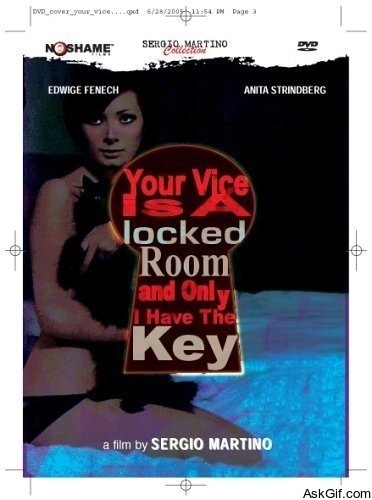 DVD_cover_your_vice....qxd 6/28/2005 11:54 PM Page 3
NOSHAME
FILMS
SERGIO MARTINO
Collection
DVD
EDWIGE FENECH
ANITA STRINDBERG
Your Vice
Is A
locked
Room
and Only
I Have The
Key
a film by SERGIO MARTINO
AskGif.com